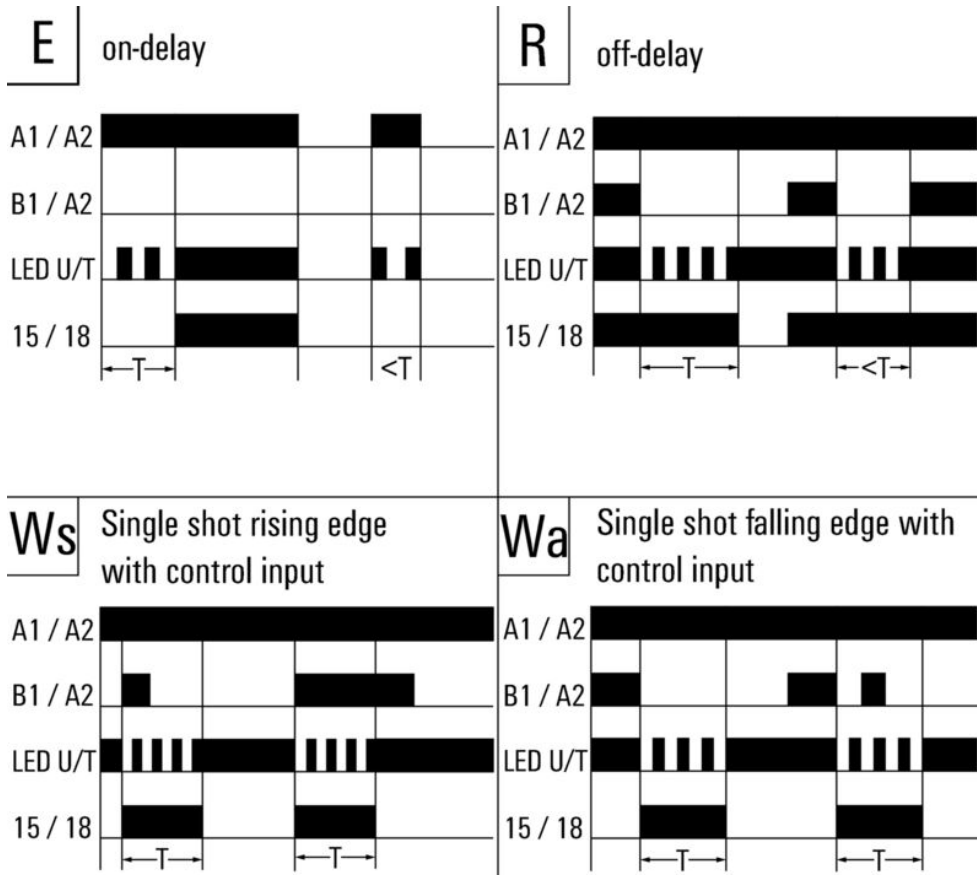 E on-delay
A1 / A2
B1 / A2
LED U/T
15 / 18
T
<T
R off-delay
A1 / A2
B1 / A2
LED U/T
15 / 18
T
<T
Ws Single shot rising edge
with control input
A1 / A2
B1 / A2
LED U/T
15 / 18
T
T
Wa Single shot falling edge with
control input
A1 / A2
B1 / A2
LED U/T
15 / 18
T
T